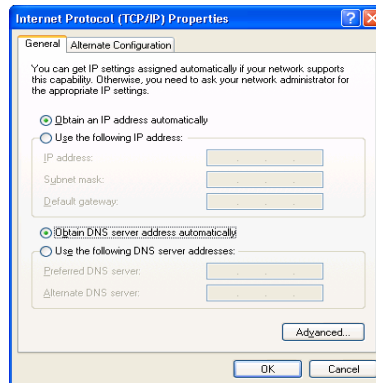 Internet Protocol (TCP/IP) Properties
General
Alternate Configuration
You can get IP settings assigned automatically if your network supports
this capability. Otherwise, you need to ask your network administrator for
the appropriate IP settings.
Obtain an IP address automatically
Use the following IP address:
IP address:
Subnet mask:
Default gateway:
Obtain DNS server address automatically
Use the following DNS server addresses:
Preferred DNS server:
Alternate DNS server:
Advanced...
OK
Cancel